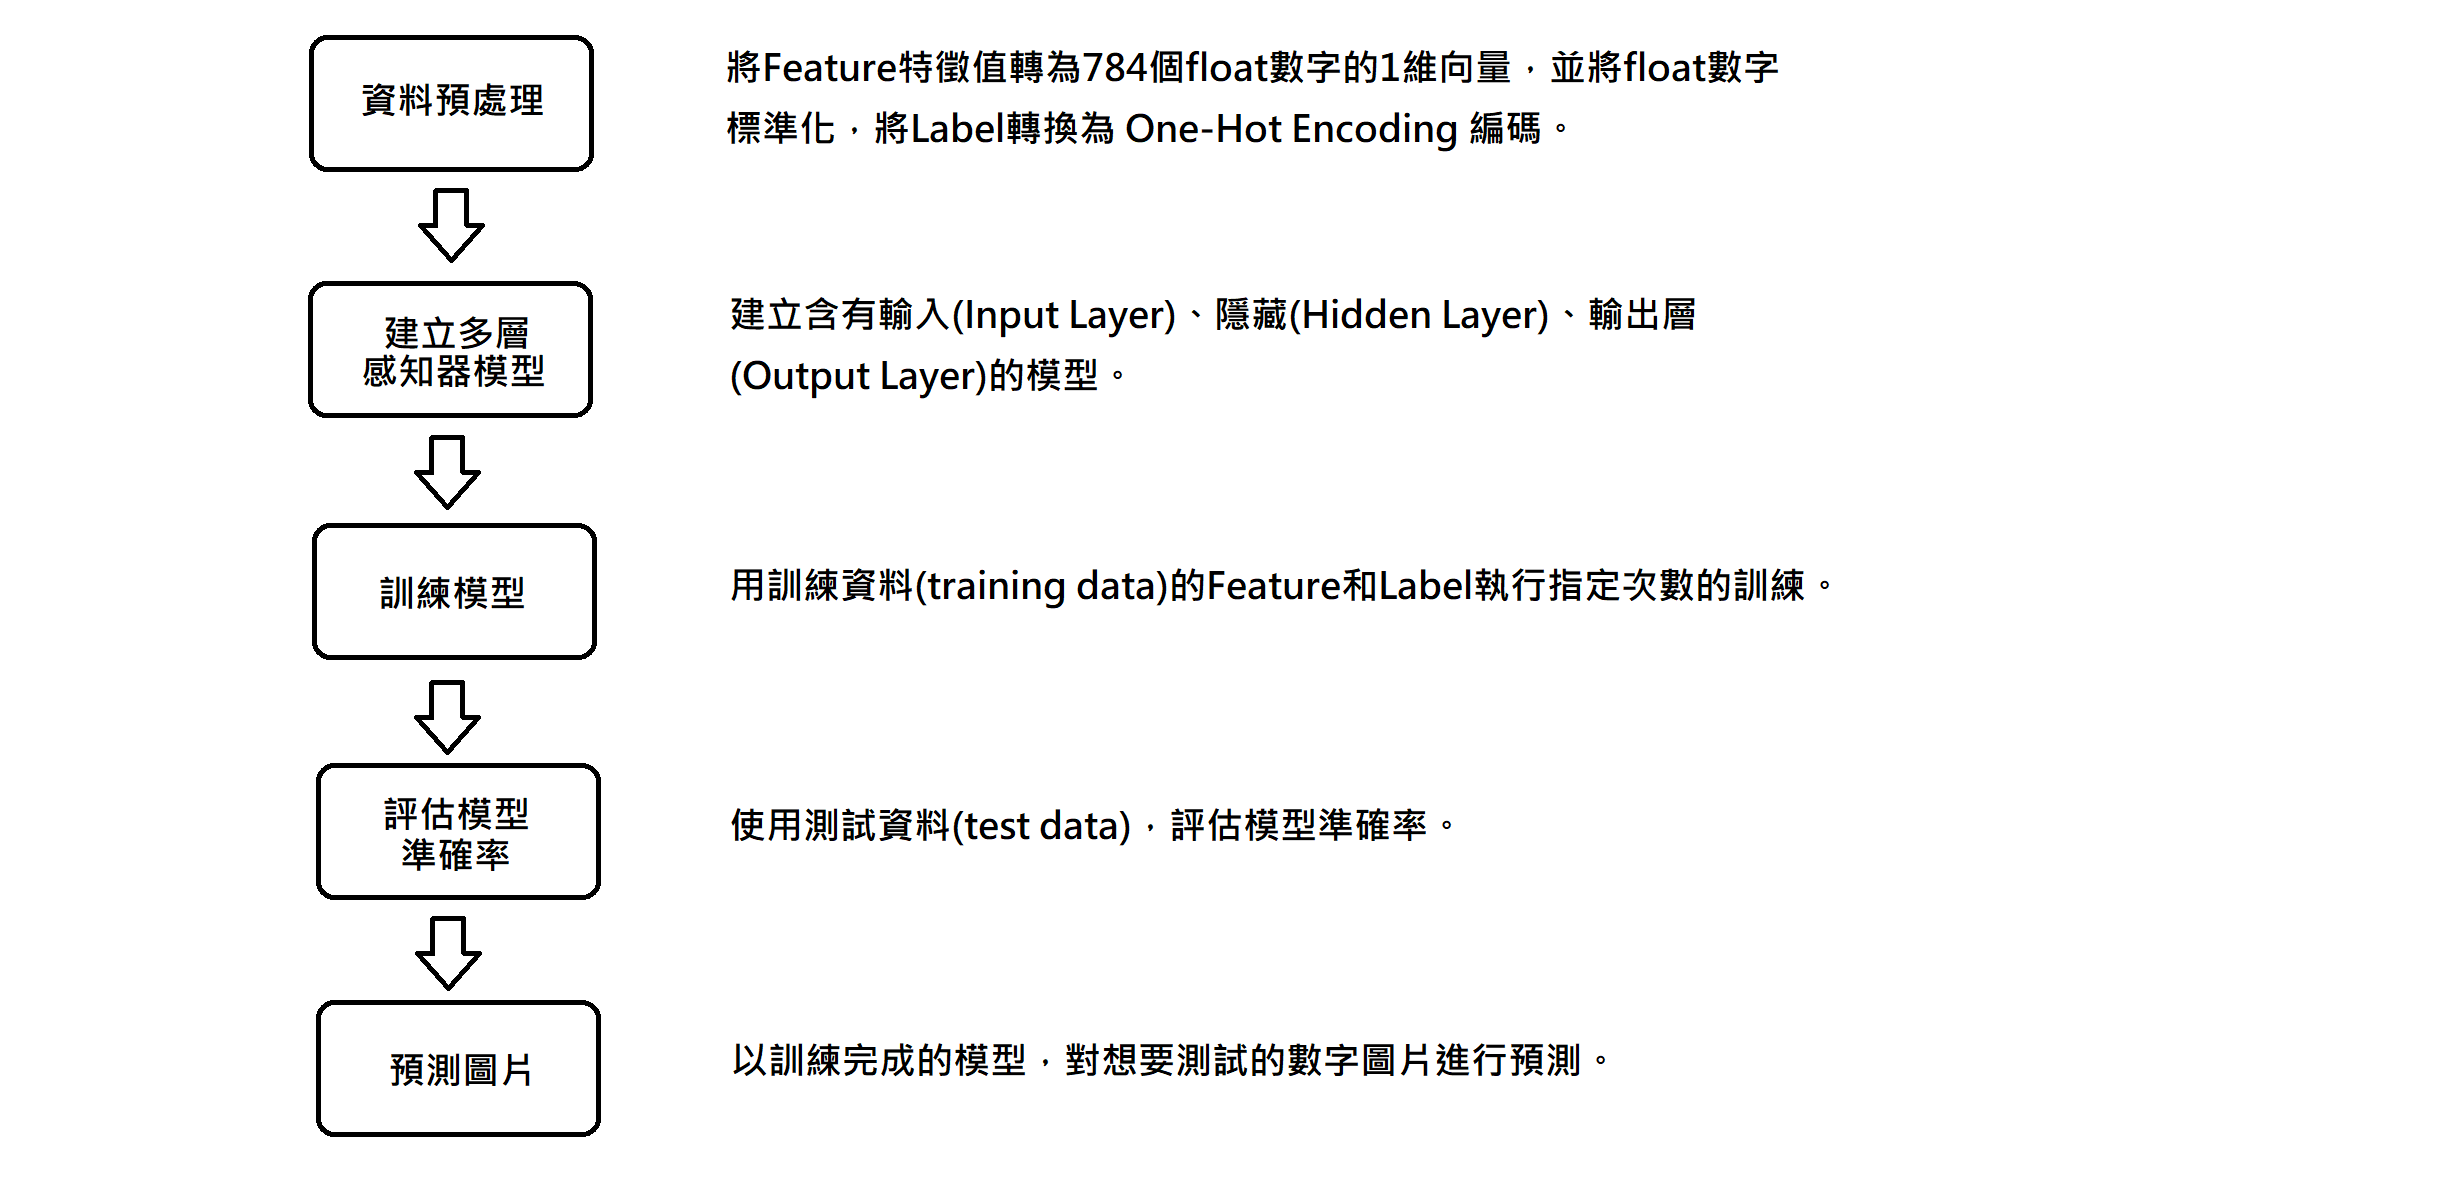 資料預處理
將Feature特徵值轉為784個float數字的1維向量，並將float數字
標準化，將Label轉換為 One-Hot Encoding 編碼。
建立多層
感知器模型
建立含有輸入(Input Layer)、隱藏(Hidden Layer)、輸出層
(Output Layer)的模型。
訓練模型
用訓練資料(training data)的Feature和Label執行指定次數的訓練。
評估模型
準確率
使用測試資料(test data)，評估模型準確率。
預測圖片
以訓練完成的模型，對想要測試的數字圖片進行預測。